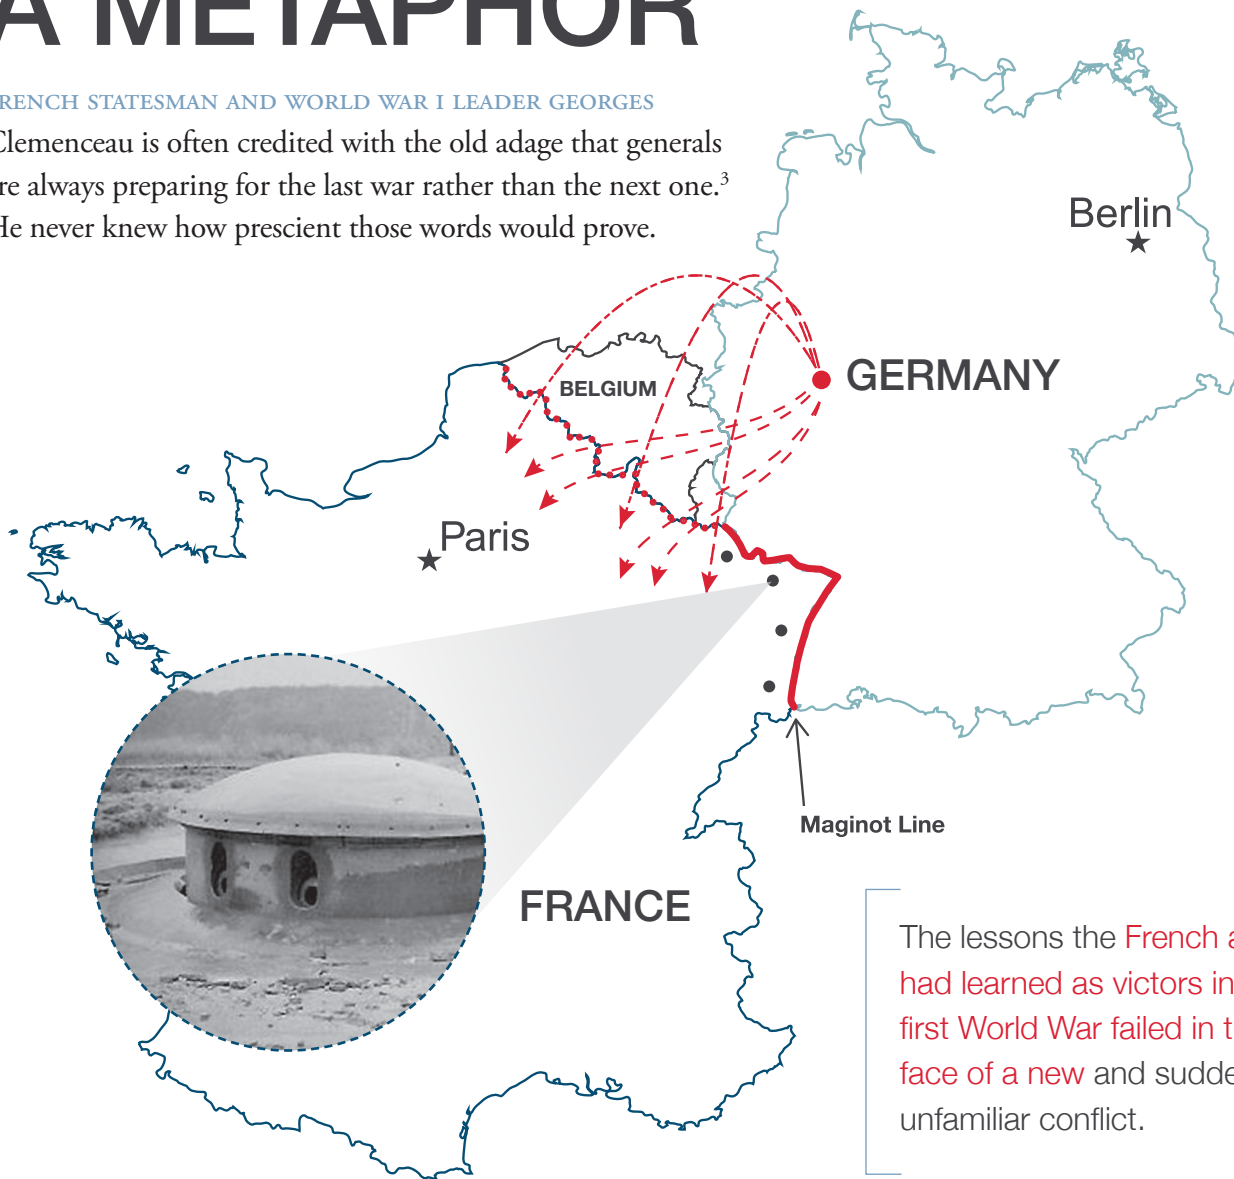 A METAPHOR
RENCH STATESMAN AND WORLD WAR I LEADER GEORGES
Clemenceau is often credited with the old adage that generals
re always preparing for the last war rather than the next one.3
He never knew how prescient those words would prove.
Berlin
GERMANY
BELGIUM
Paris
Maginot Line
FRANCE
The lessons the French a
had learned as victors in
first World War failed in t
face of a new and sudde
unfamiliar conflict.